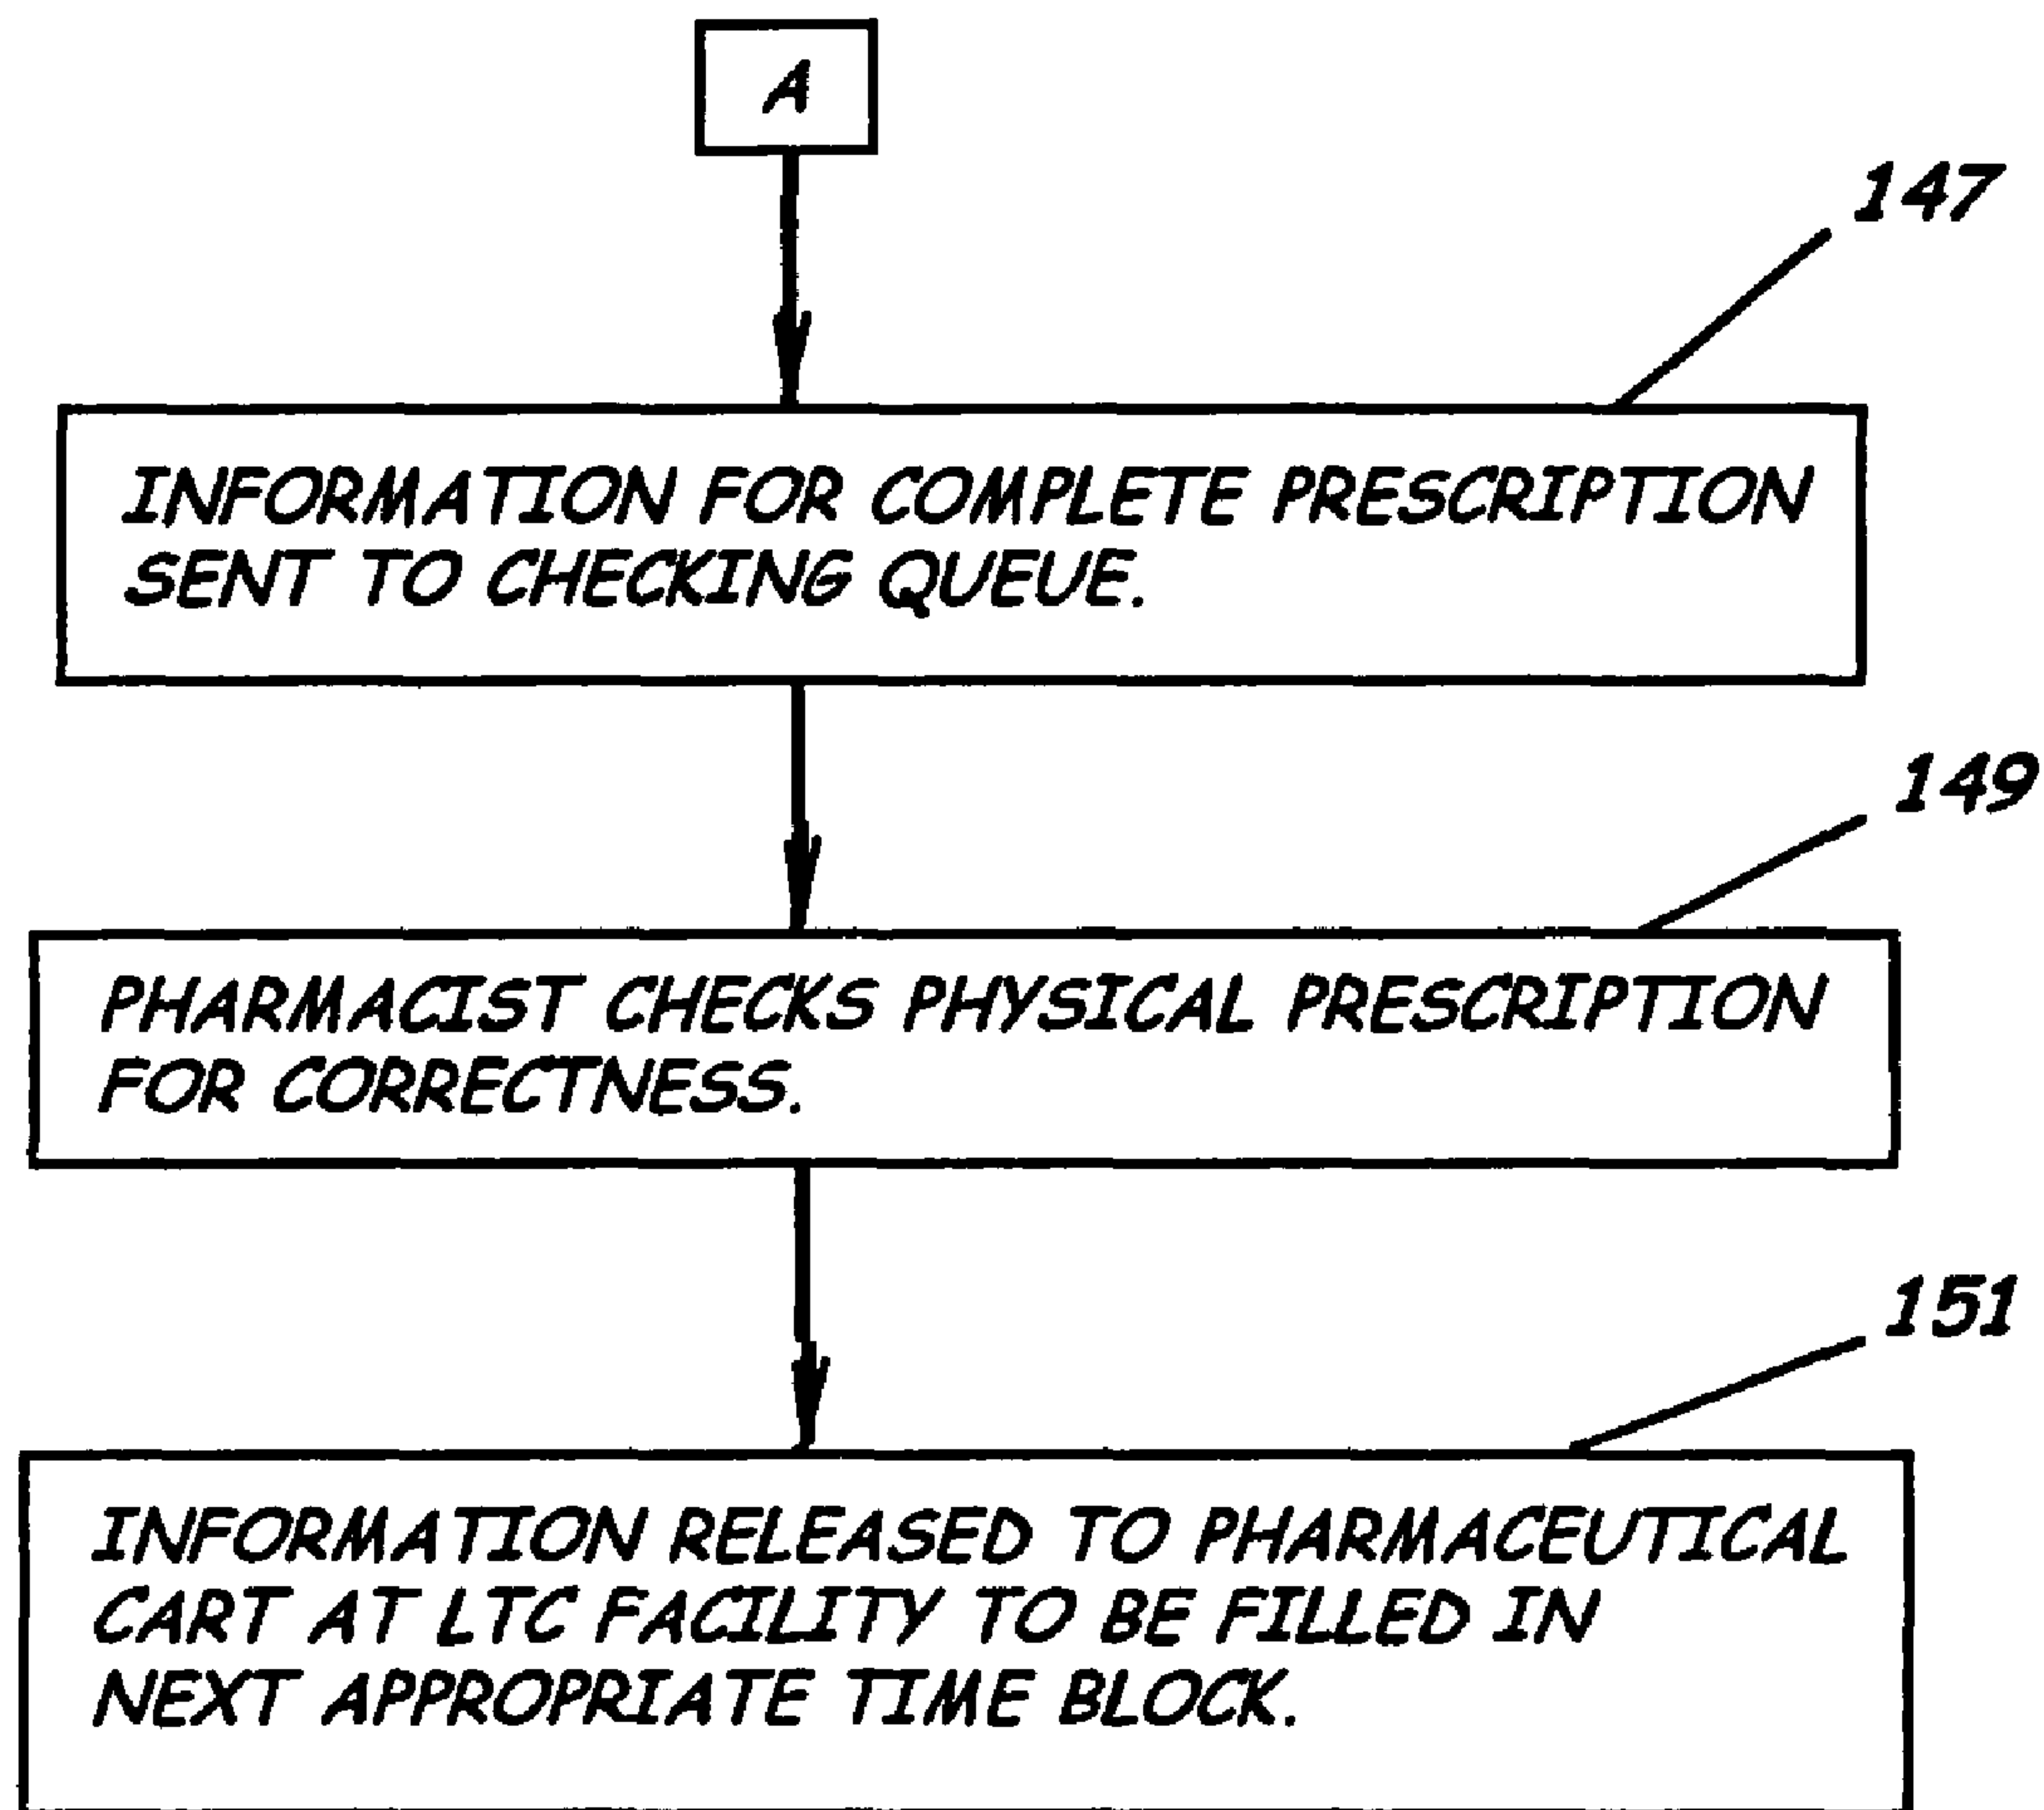 A
147
INFORMATION FOR COMPLETE PRESCRIPTION
SENT TO CHECKING QUEUE.
149
PHARMACIST CHECKS PHYSICAL PRESCRIPTION
FOR CORRECTNESS.
151
INFORMATION RELEASED TO PHARMACEUTICAL
CART AT LTC FACILITY TO BE FILLED IN
NEXT APPROPRIATE TIME BLOCK.